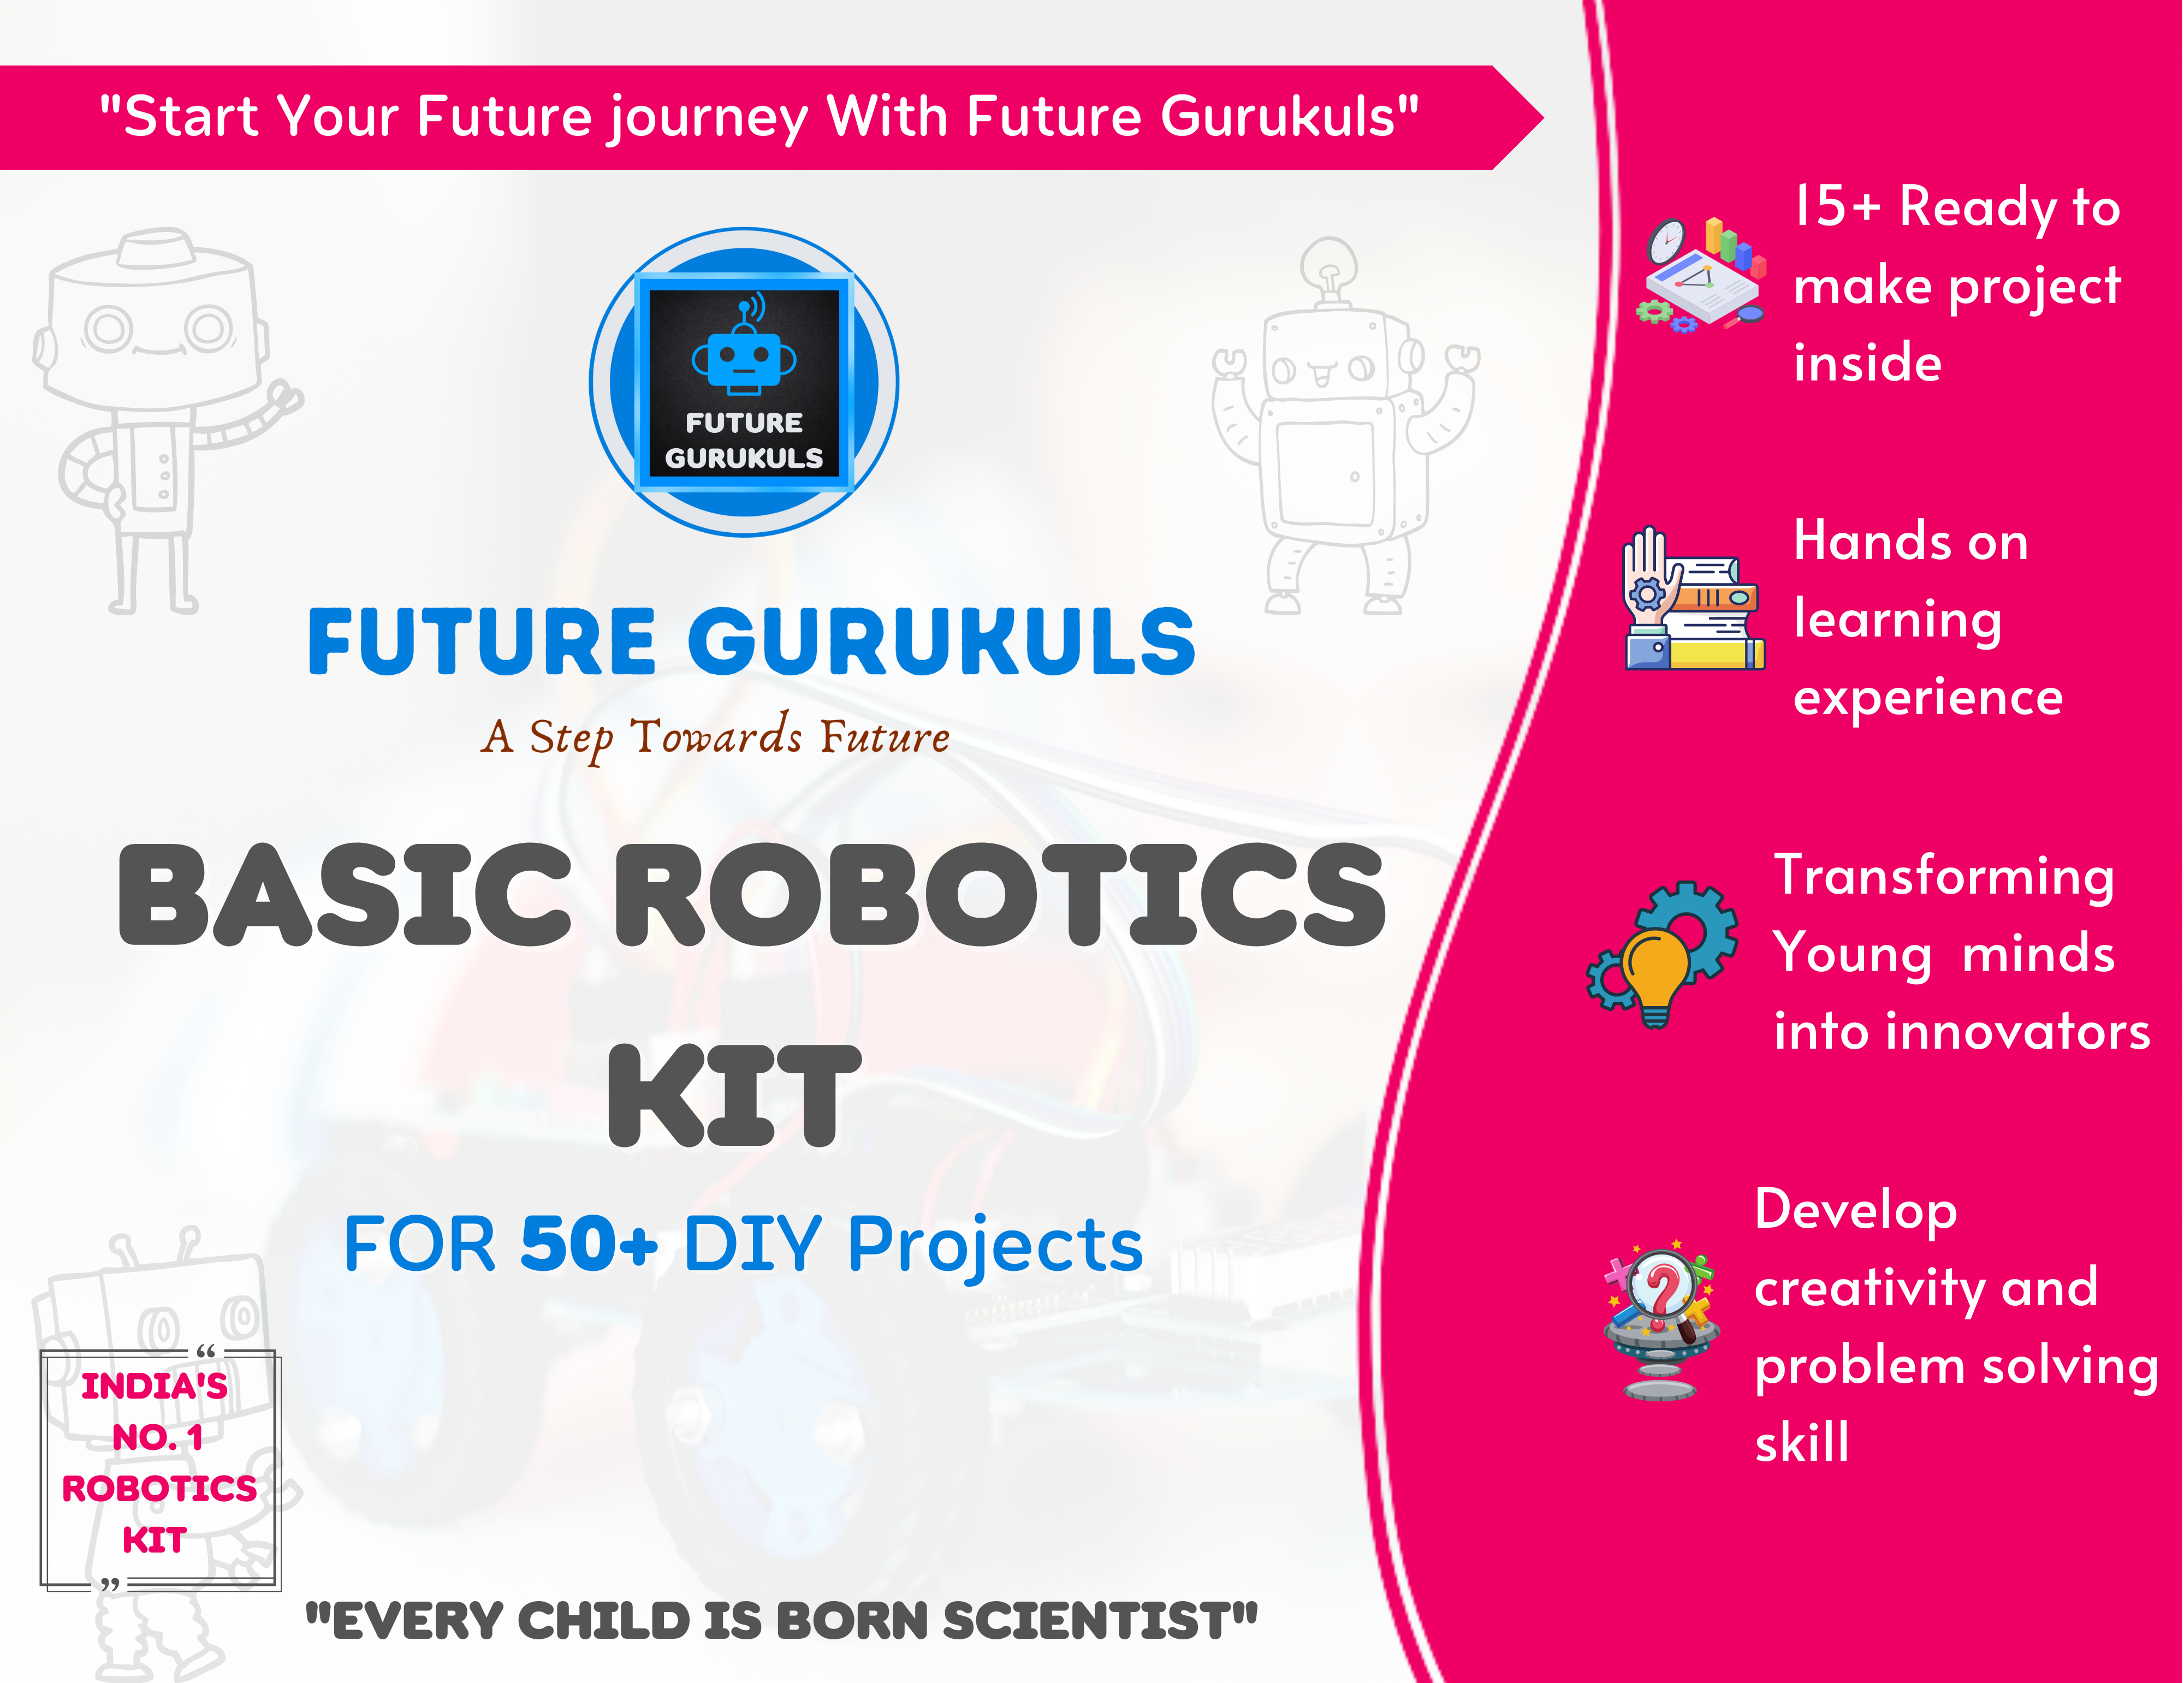 "Start Your Future journey With Future Gurukuls"
FUTURE
GURUKULS
FUTURE GURUKULS
A Step Towards Future
BASIC ROBOTICS
KIT
FOR 50+ DIY Projects
“
INDIA'S
NO. 1
ROBOTICS
KIT
”
"EVERY CHILD IS BORN SCIENTIST"
15+ Ready to
make project
inside
Hands on
learning
experience
Transforming
Young minds
into innovators
Develop
creativity and
problem solving
skill